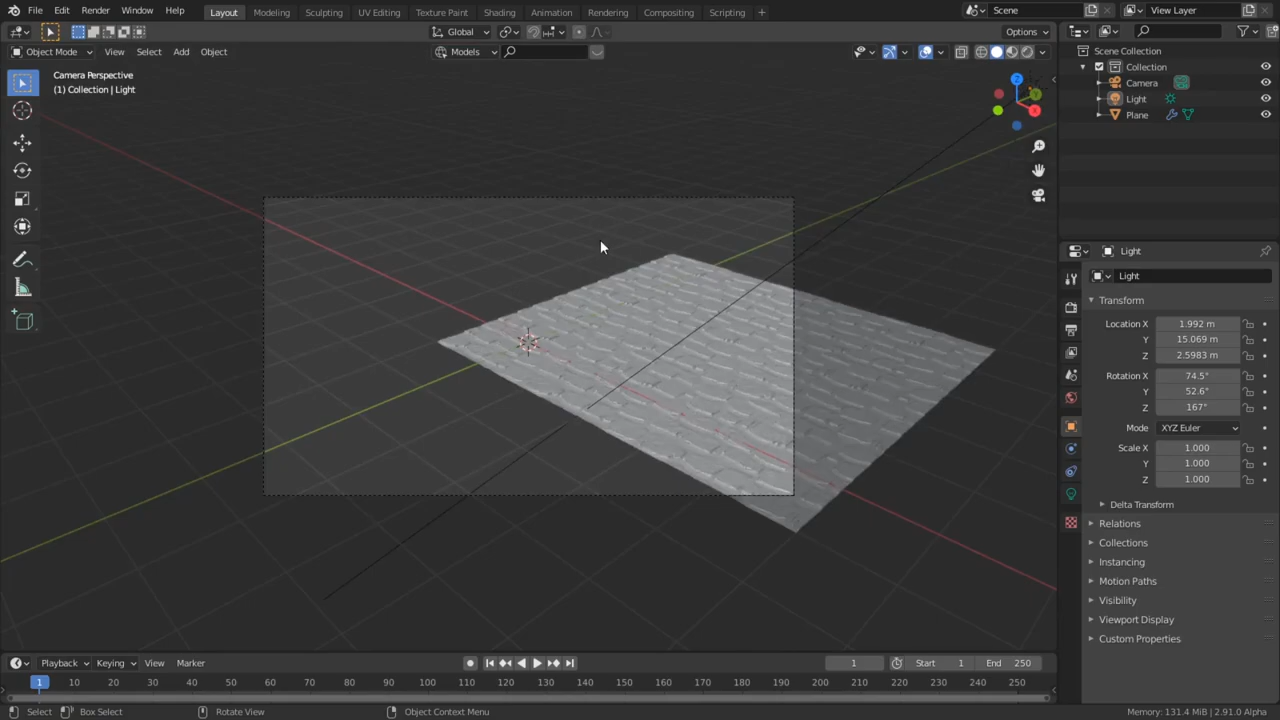 File Edit Render Window Help Layout Modeling Sculpting UV Editing Texture Paint Shading Animation Rendering Compositing Scripting + Scene View Layer
Global Options
Object Mode View Select Add Object Models
Camera Perspective
(1) Collection | Light
Z
Y
X
Scene Collection
Collection
Camera
Light
Plane
Light
Light
Transform
Location X 1.992 m
Y 15.069 m
Z 2.5983 m
Rotation X 74.5°
Y 52.6°
Z 167°
Mode XYZ Euler
Scale X 1.000
Y 1.000
Z 1.000
Delta Transform
Relations
Collections
Instancing
Motion Paths
Visibility
Viewport Display
Custom Properties
Playback Keying View Marker 1 Start 1 End 250
1 10 20 30 40 50 60 70 80 90 100 110 120 130 140 150 160 170 180 190 200 210 220 230 240 250
Select Box Select Rotate View Object Context Menu Memory: 131.4 MiB | 2.91.0 Alpha